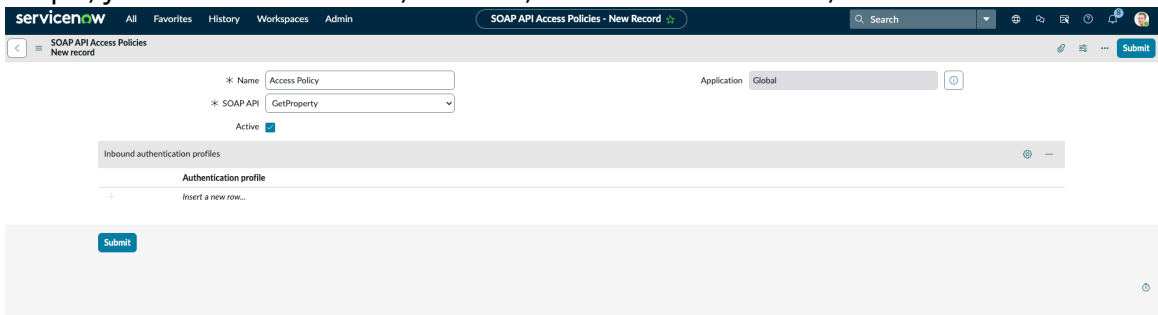 servicenow All Favorites History Workspaces Admin SOAP API Access Policies - New Record Search 8
SOAP API Access Policies
New record
Submit
* Name Access Policy Application Global
* SOAP API GetProperty
Active
Inbound authentication profiles
Authentication profile
Insert a new row...
Submit